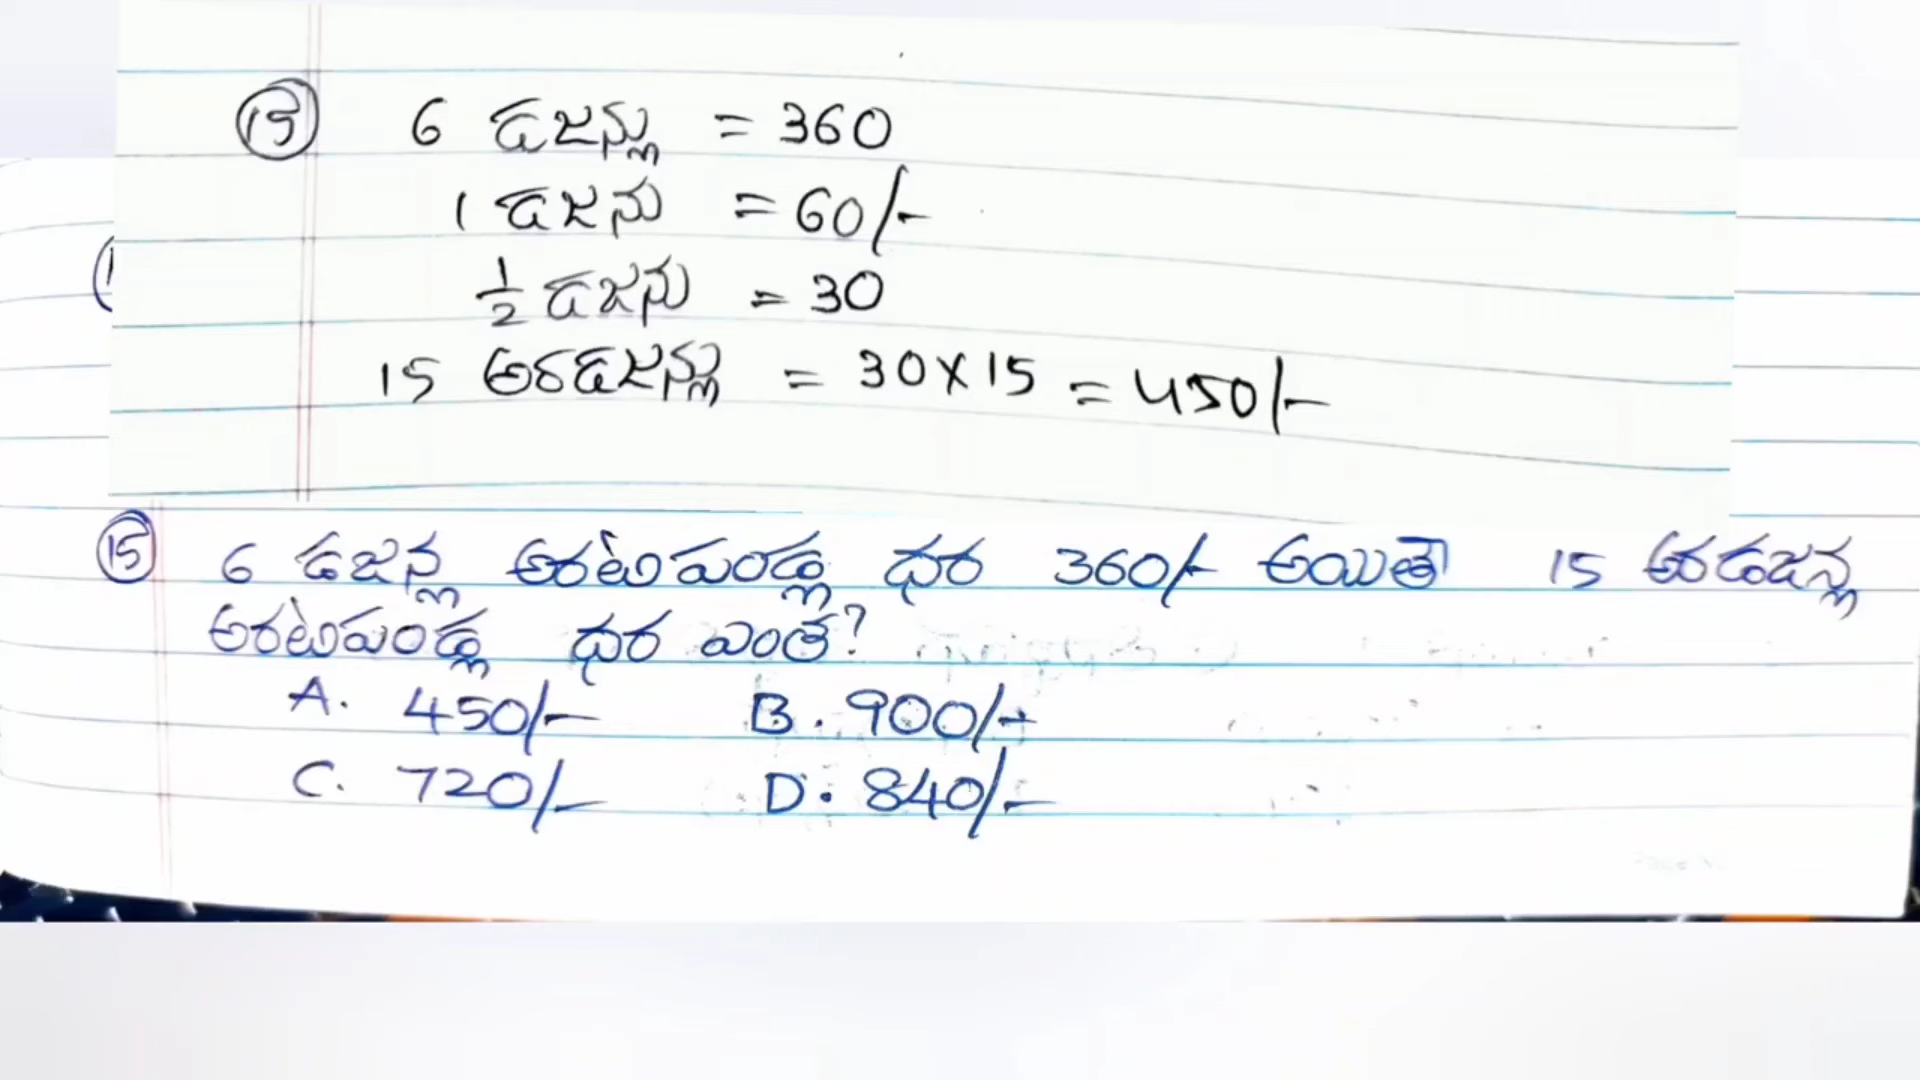 15 6 డజన్లు = 360
1 డజను = 60/-
1/2 డజను = 30
15 అరడజన్లు = 30×15 = 450/-
15 6 డజన్ల అరటిపండ్ల ధర 360/- అయితే 15 అరడజన్ల
అరటిపండ్ల ధర ఎంత?
A. 450/- B. 900/-
C. 720/- D. 840/-